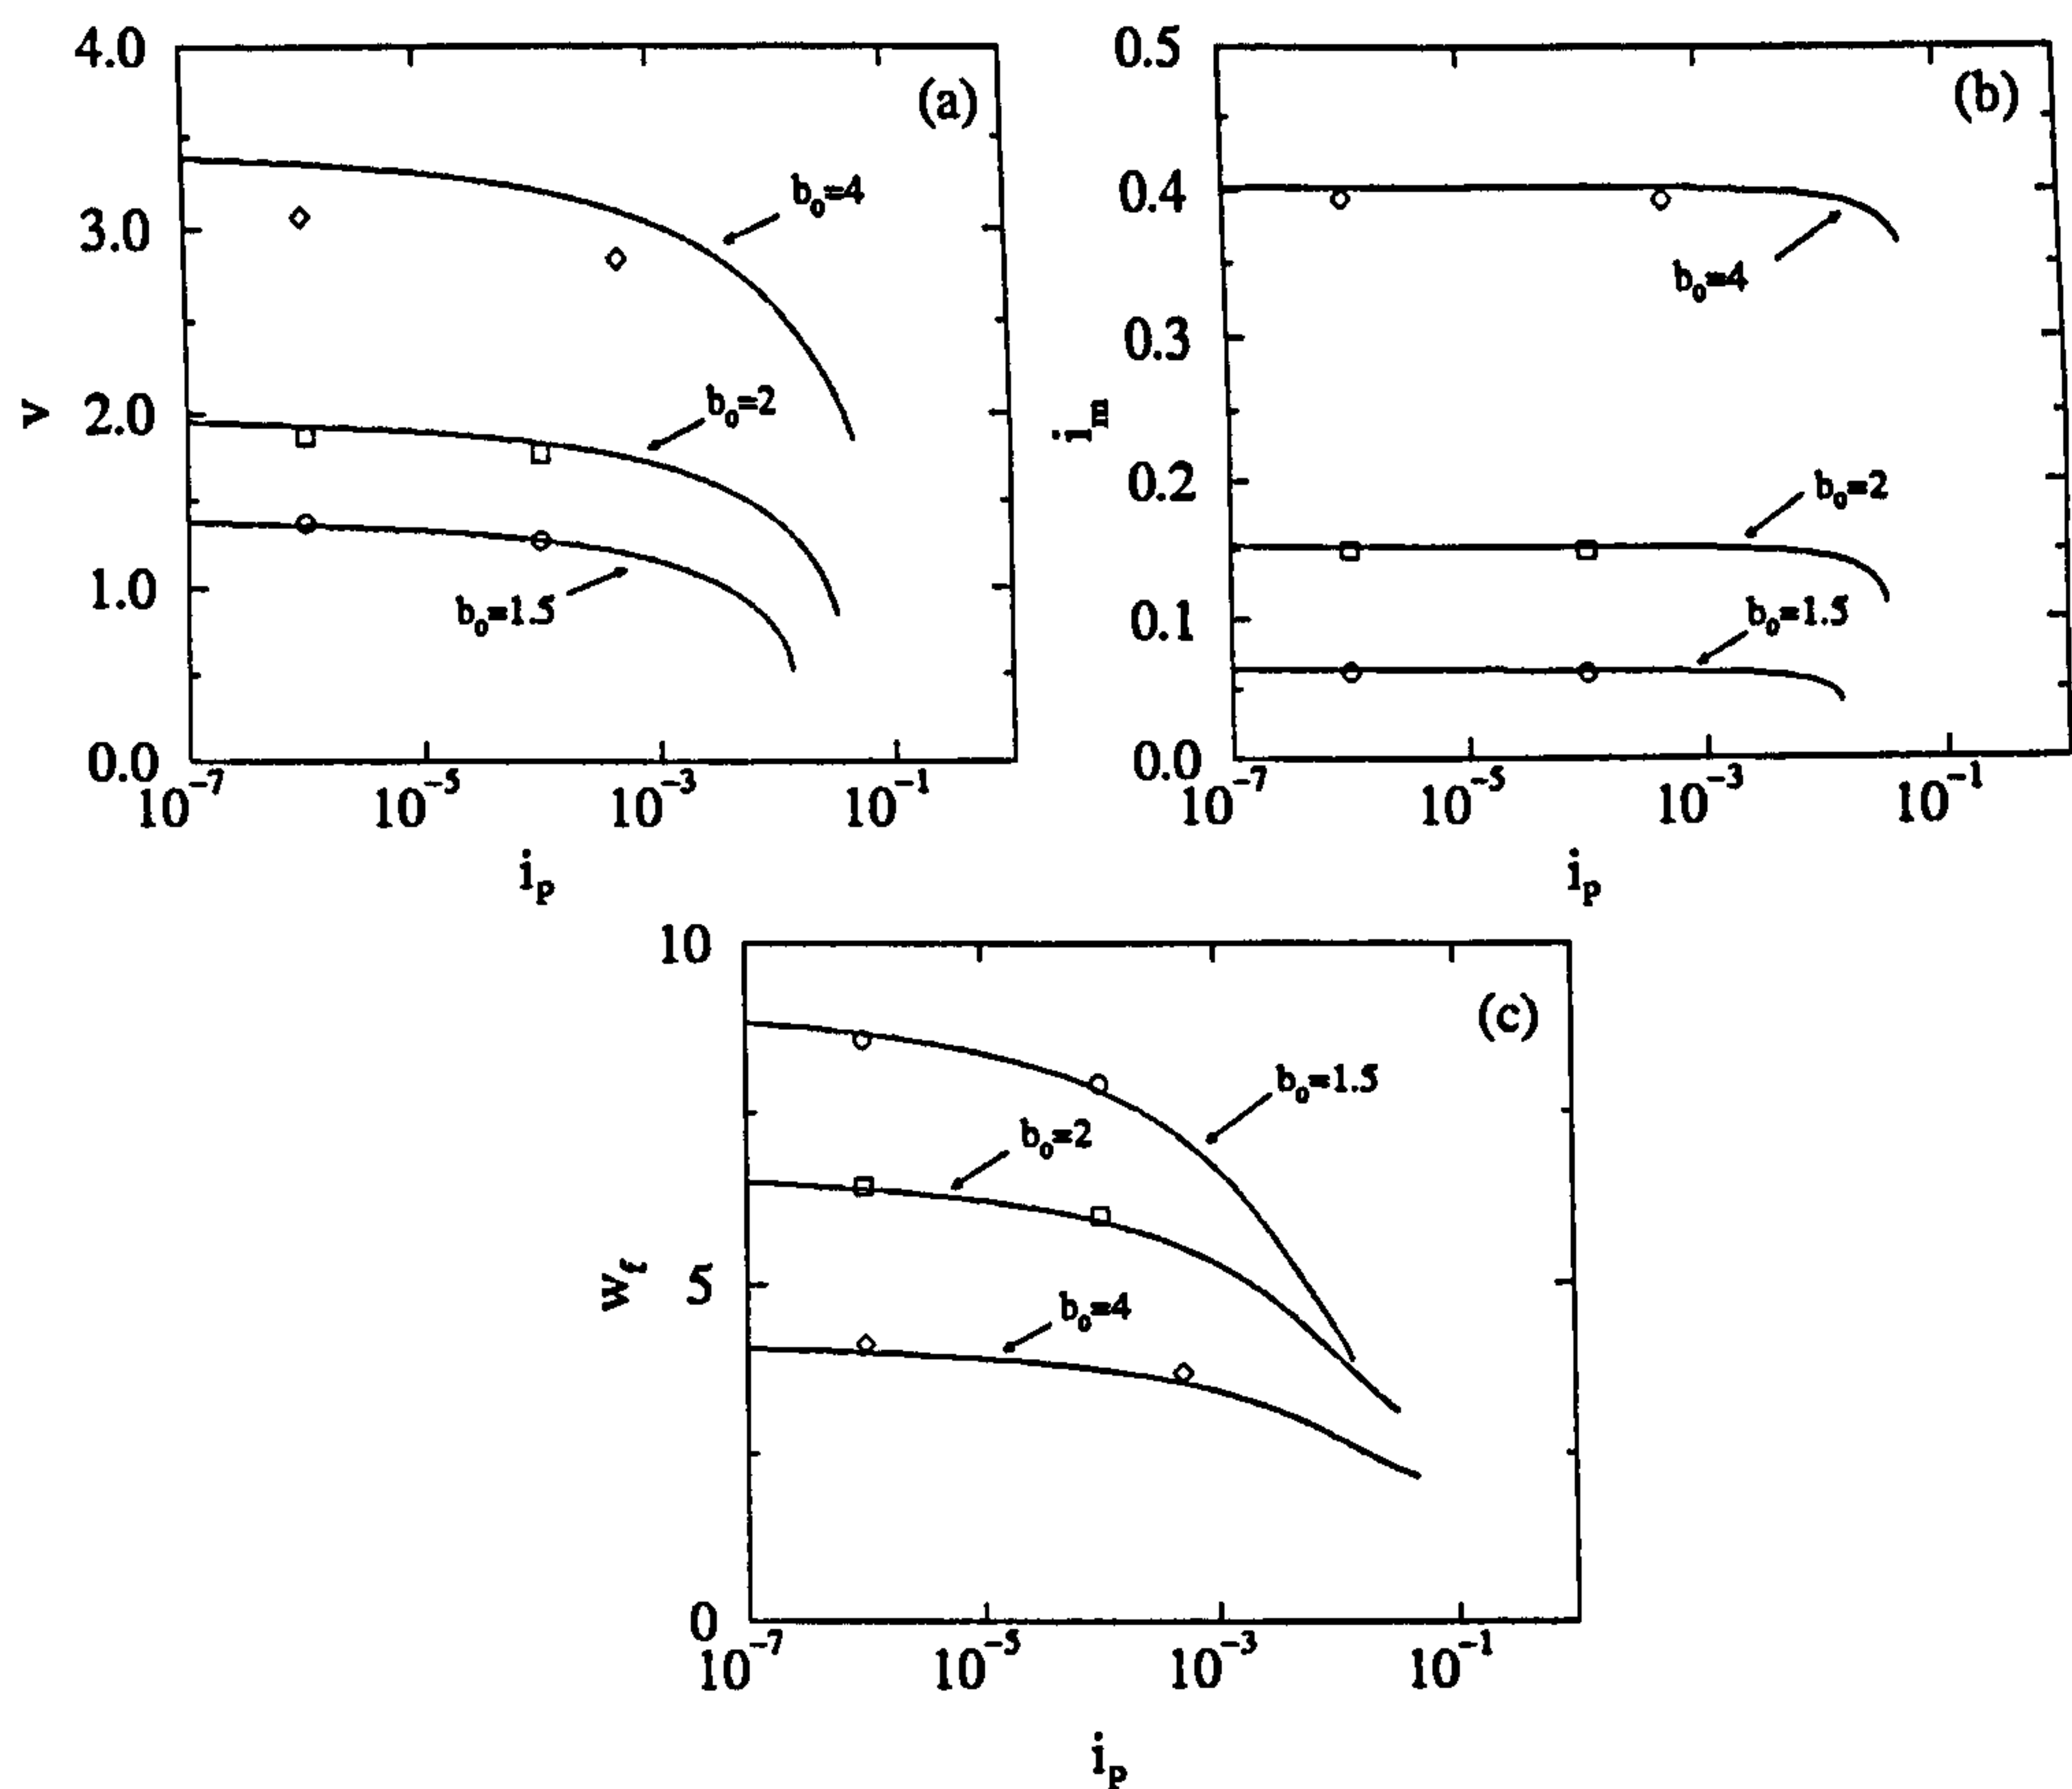 (a)
4.0
3.0
2.0
1.0
0.0
v
b₀=4
b₀=2
b₀=1.5
10⁻⁷ 10⁻⁵ 10⁻³ 10⁻¹
iₚ
(b)
0.5
0.4
0.3
0.2
0.1
0.0
iₘ
b₀=4
b₀=2
b₀=1.5
10⁻⁷ 10⁻⁵ 10⁻³ 10⁻¹
iₚ
(c)
10
5
0
b₀=1.5
b₀=2
b₀=4
10⁻⁷ 10⁻⁵ 10⁻³ 10⁻¹
iₚ